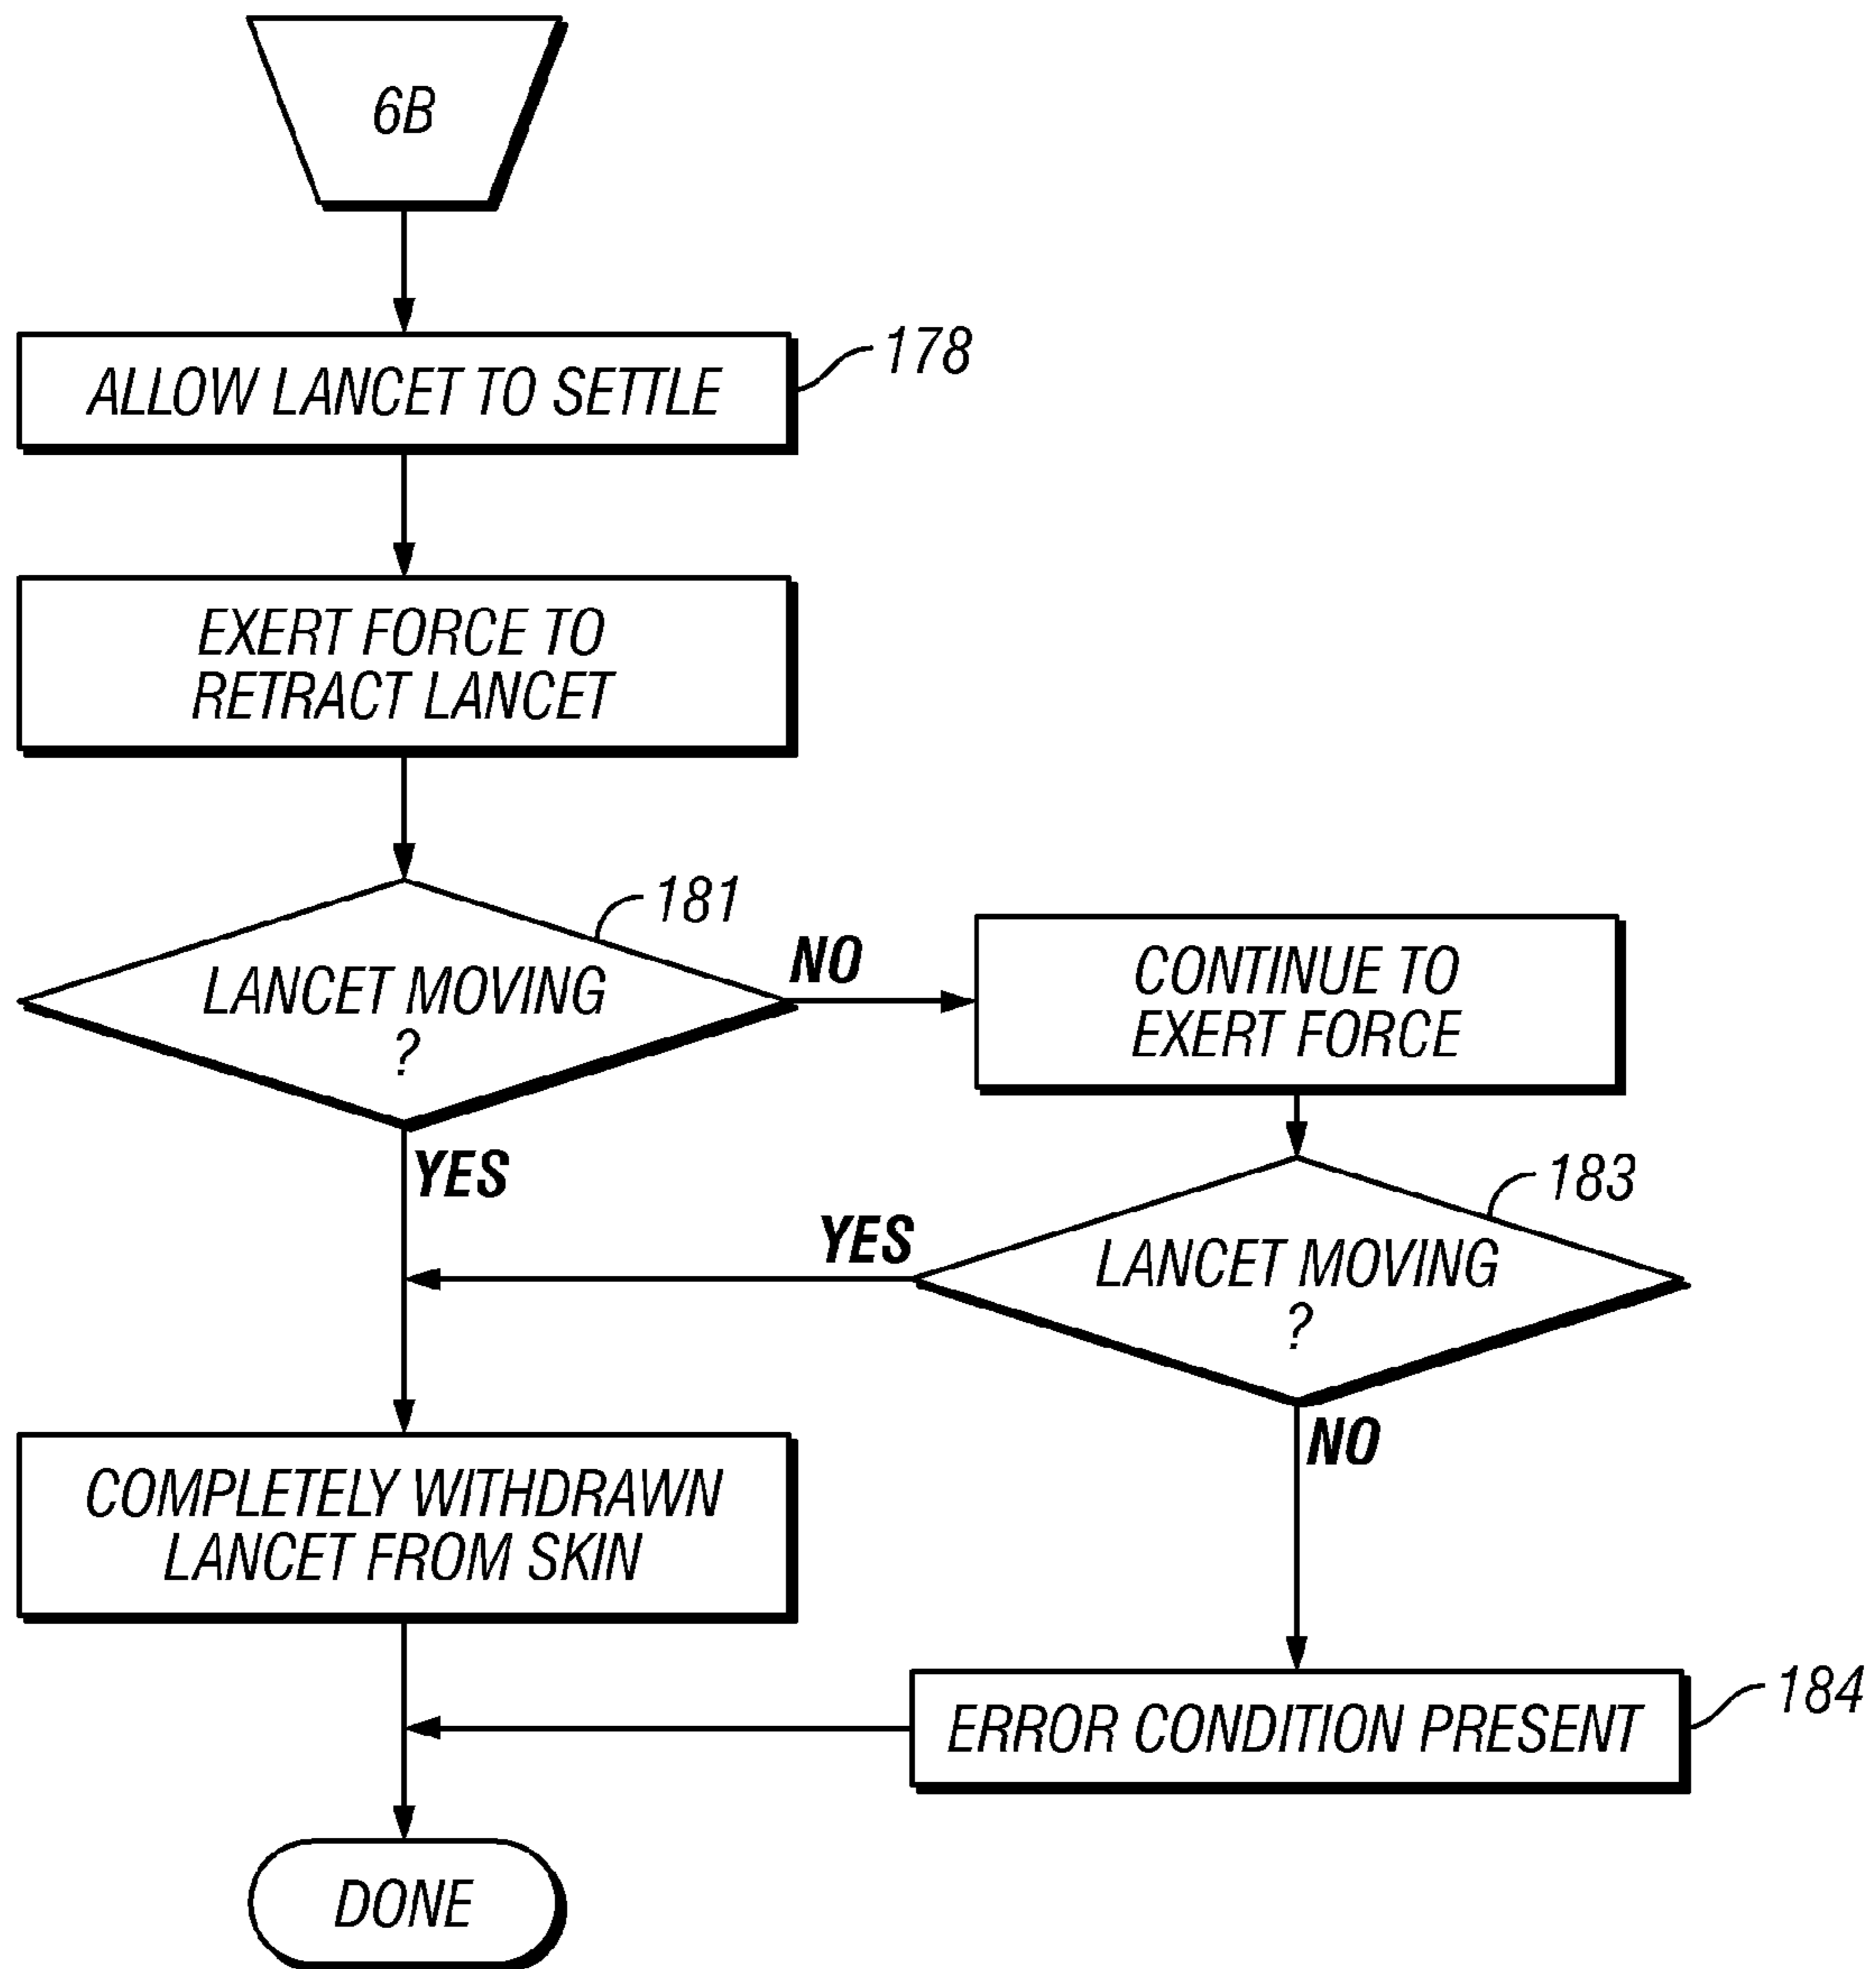 6B
ALLOW LANCET TO SETTLE
178
EXERT FORCE TO
RETRACT LANCET
181
LANCET MOVING
?
NO
CONTINUE TO
EXERT FORCE
YES
183
YES
LANCET MOVING
?
NO
COMPLETELY WITHDRAWN
LANCET FROM SKIN
ERROR CONDITION PRESENT
184
DONE